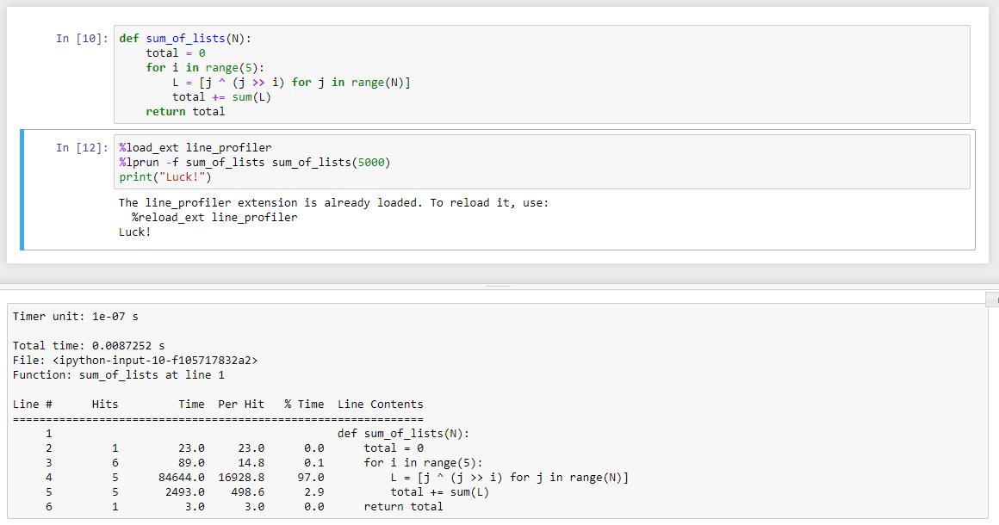 In [10]: def sum_of_lists(N):
    total = 0
    for i in range(5):
        L = [j ^ (j >> i) for j in range(N)]
        total += sum(L)
    return total
In [12]: %load_ext line_profiler
%lprun -f sum_of_lists sum_of_lists(5000)
print("Luck!")
The line_profiler extension is already loaded. To reload it, use:
  %reload_ext line_profiler
Luck!
Timer unit: 1e-07 s
Total time: 0.0087252 s
File: <ipython-input-10-f105717832a2>
Function: sum_of_lists at line 1
Line #      Hits         Time  Per Hit   % Time  Line Contents
==============================================================
     1                                           def sum_of_lists(N):
     2         1         23.0     23.0      0.0      total = 0
     3         6         89.0     14.8      0.1      for i in range(5):
     4         5      84644.0  16928.8     97.0          L = [j ^ (j >> i) for j in range(N)]
     5         5       2493.0    498.6      2.9          total += sum(L)
     6         1          3.0      3.0      0.0      return total